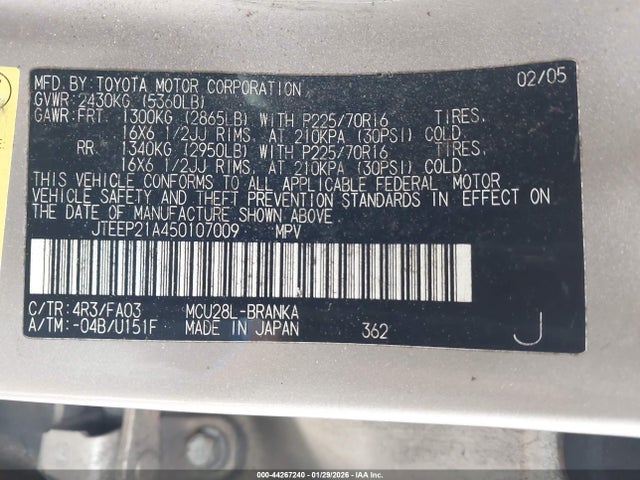 MFD.BY:TOYOTA MOTOR CORPORATION 02/05
GVWR:2430KG (5360LB)
GAWR:FRT. 1300KG (2865LB) WITH P225/70R16 TIRES,
16X6 1/2JJ RIMS, AT 210KPA (30PSI) COLD.
RR. 1340KG (2950LB) WITH P225/70R16 TIRES,
16X6 1/2JJ RIMS, AT 210KPA (30PSI) COLD.
THIS VEHICLE CONFORMS TO ALL APPLICABLE FEDERAL MOTOR
VEHICLE SAFETY AND THEFT PREVENTION STANDARDS IN EFFECT ON
THE DATE OF MANUFACTURE SHOWN ABOVE
JTEEP21A450107009 MPV
C/TR:4R3/FA03 MCU28L-BRANKA
A/TM:-04B/U151F MADE IN JAPAN 362 J
000-44267240 | 01/29/2026 | IAA Inc.